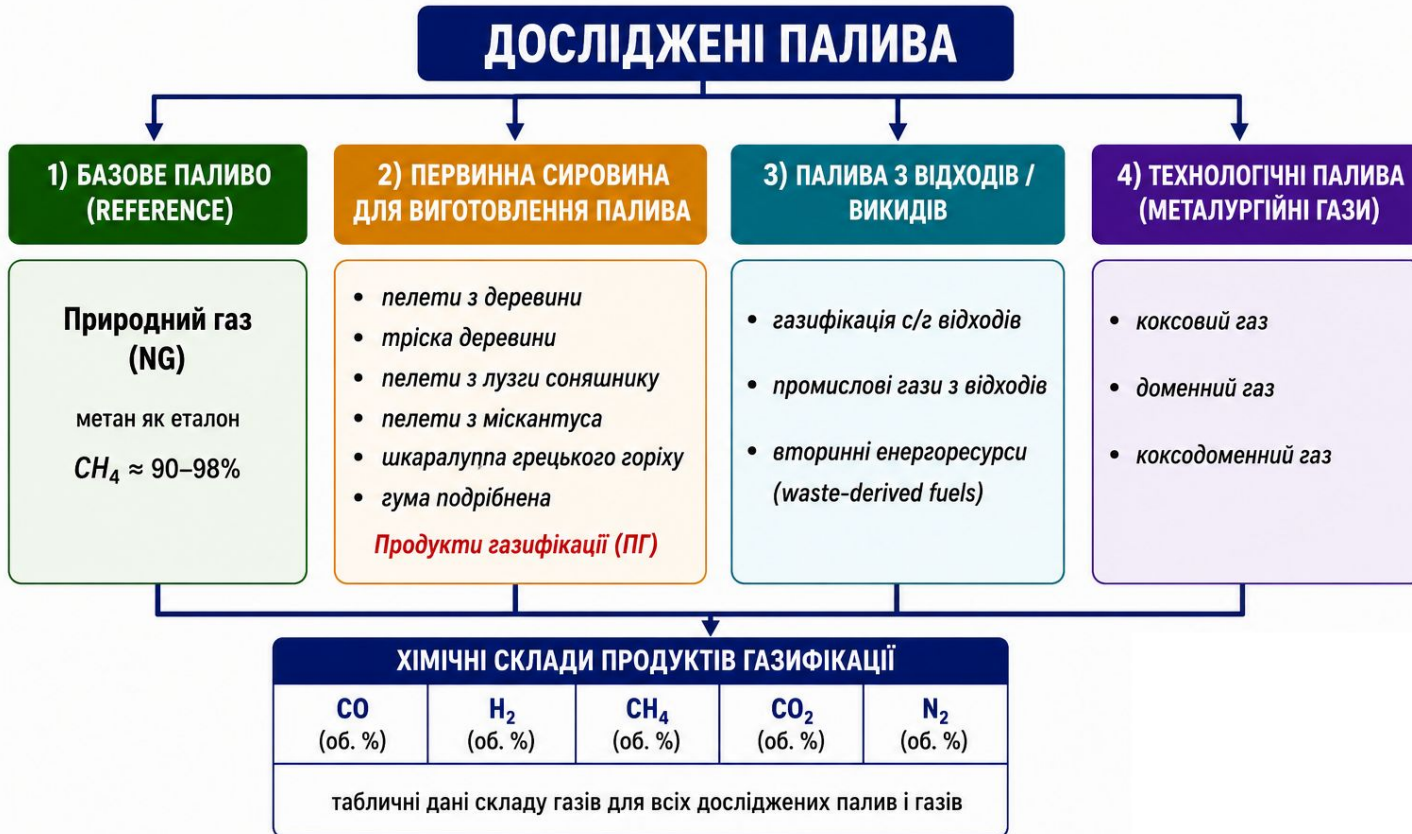 ДОСЛІДЖЕНІ ПАЛИВА
1) БАЗОВЕ ПАЛИВО
(REFERENCE)
Природний газ
(NG)
метан як еталон
CH₄ ≈ 90–98%
2) ПЕРВИННА СИРОВИНА
ДЛЯ ВИГОТОВЛЕННЯ ПАЛИВА
• пелети з деревини
• тріска деревини
• пелети з лузги соняшнику
• пелети з міскантуса
• шкаралуппа грецького горіху
• гума подрібнена
Продукти газифікації (ПГ)
3) ПАЛИВА З ВІДХОДІВ /
ВИКИДІВ
• газифікація с/г відходів
• промислові гази з відходів
• вторинні енергоресурси
(waste-derived fuels)
4) ТЕХНОЛОГІЧНІ ПАЛИВА
(МЕТАЛУРГІЙНІ ГАЗИ)
• коксовий газ
• доменний газ
• коксодоменний газ
ХІМІЧНІ СКЛАДИ ПРОДУКТІВ ГАЗИФІКАЦІЇ
CO
(об. %)
H₂
(об. %)
CH₄
(об. %)
CO₂
(об. %)
N₂
(об. %)
табличні дані складу газів для всіх досліджених палив і газів